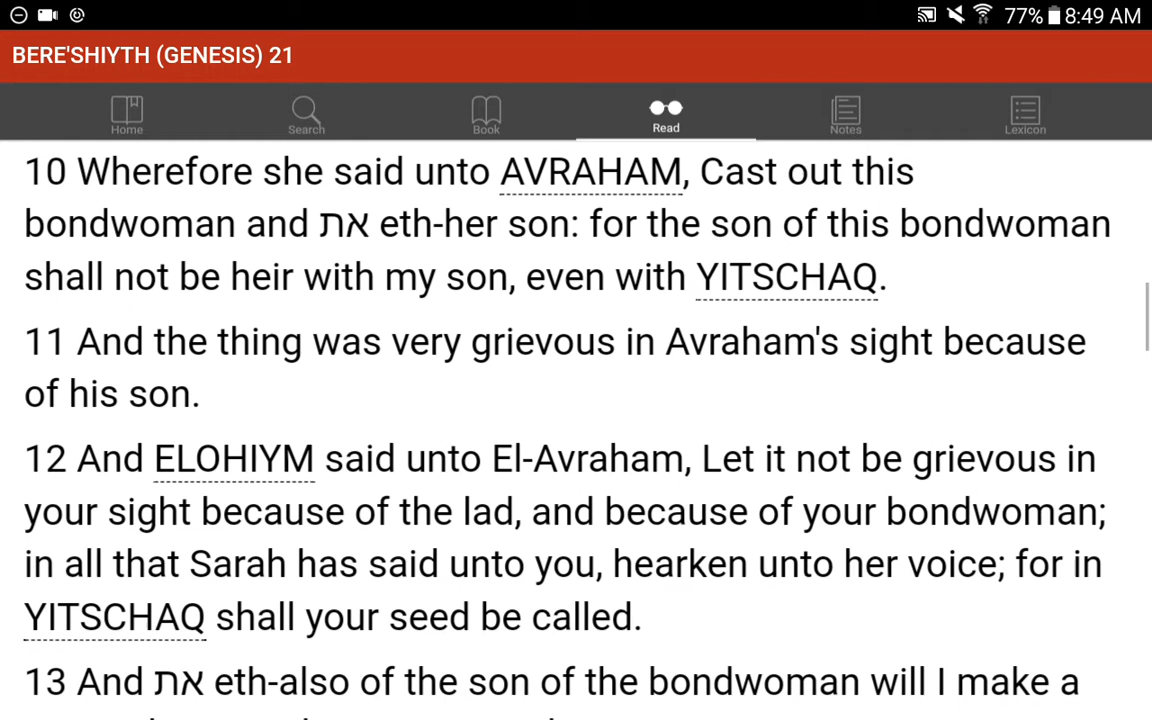 77% 8:49 AM
BERE'SHIYTH (GENESIS) 21
Home Search Book Read Notes Lexicon
10 Wherefore she said unto AVRAHAM, Cast out this
bondwoman and את eth-her son: for the son of this bondwoman
shall not be heir with my son, even with YITSCHAQ.
11 And the thing was very grievous in Avraham's sight because
of his son.
12 And ELOHIYM said unto El-Avraham, Let it not be grievous in
your sight because of the lad, and because of your bondwoman;
in all that Sarah has said unto you, hearken unto her voice; for in
YITSCHAQ shall your seed be called.
13 And את eth-also of the son of the bondwoman will I make a